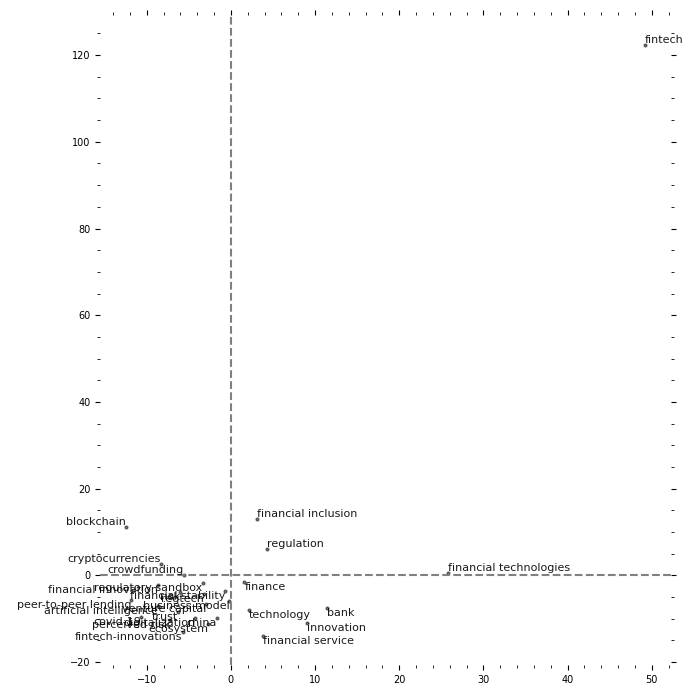 fintech
120
100
80
60
40
20
financial inclusion
blockchain
regulation
cryptocurrencies
crowdfunding
financial technologies
0
regulatory sandbox
finance
financial innovation
financial stability
regtech
peer-to-peer lending
business model
artificial intelligence
venture capital
bank
technology
trust
covid-19
china
innovation
perceived risk
ecosystem
fintech-innovations
financial service
−20
−10
0
10
20
30
40
50